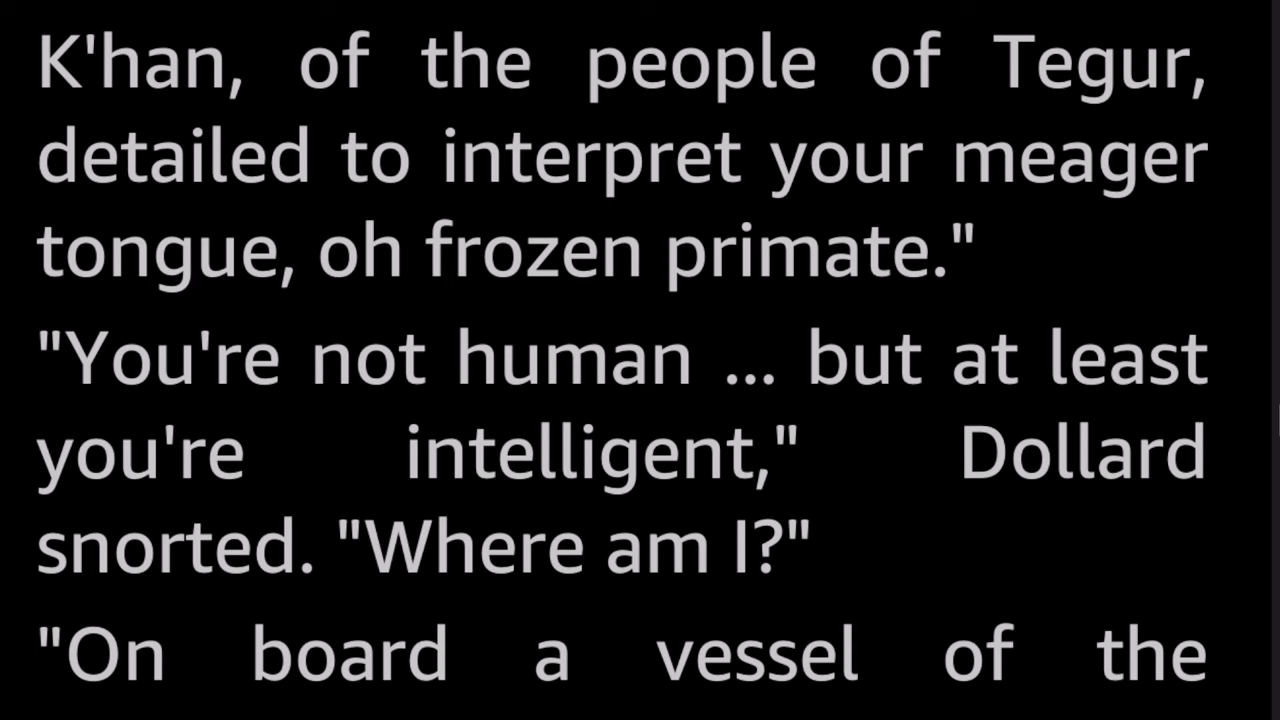 K'han, of the people of Tegur,
detailed to interpret your meager
tongue, oh frozen primate."
"You're not human ... but at least
you're intelligent," Dollard
snorted. "Where am I?"
"On board a vessel of the